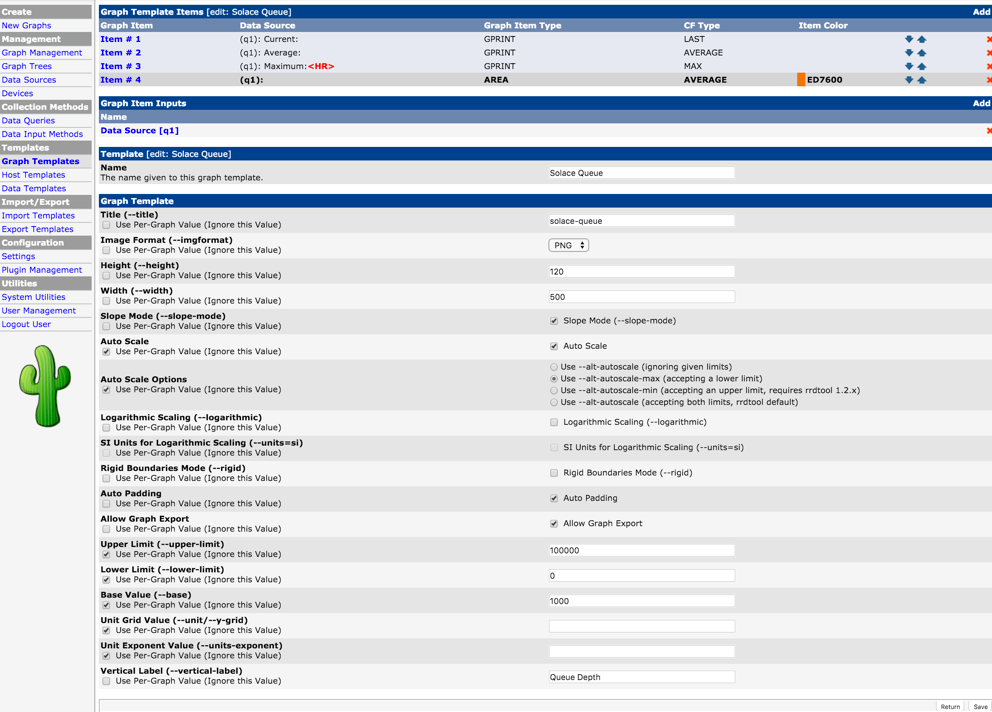 Create
New Graphs
Management
Graph Management
Graph Trees
Data Sources
Devices
Collection Methods
Data Queries
Data Input Methods
Templates
Graph Templates
Host Templates
Data Templates
Import/Export
Import Templates
Export Templates
Configuration
Settings
Plugin Management
Utilities
System Utilities
User Management
Logout User
Graph Template Items [edit: Solace Queue] Add
Graph Item Data Source Graph Item Type CF Type Item Color
Item # 1 (q1): Current: GPRINT LAST
Item # 2 (q1): Average: GPRINT AVERAGE
Item # 3 (q1): Maximum:<HR> GPRINT MAX
Item # 4 (q1): AREA AVERAGE ED7600
Graph Item Inputs Add
Name
Data Source [q1]
Template [edit: Solace Queue]
Name
The name given to this graph template.
Solace Queue
Graph Template
Title (--title)
Use Per-Graph Value (Ignore this Value)
solace-queue
Image Format (--imgformat)
Use Per-Graph Value (Ignore this Value)
PNG
Height (--height)
Use Per-Graph Value (Ignore this Value)
120
Width (--width)
Use Per-Graph Value (Ignore this Value)
500
Slope Mode (--slope-mode)
Use Per-Graph Value (Ignore this Value)
Slope Mode (--slope-mode)
Auto Scale
Use Per-Graph Value (Ignore this Value)
Auto Scale
Auto Scale Options
Use Per-Graph Value (Ignore this Value)
Use --alt-autoscale (ignoring given limits)
Use --alt-autoscale-max (accepting a lower limit)
Use --alt-autoscale-min (accepting an upper limit, requires rrdtool 1.2.x)
Use --alt-autoscale (accepting both limits, rrdtool default)
Logarithmic Scaling (--logarithmic)
Use Per-Graph Value (Ignore this Value)
Logarithmic Scaling (--logarithmic)
SI Units for Logarithmic Scaling (--units=si)
Use Per-Graph Value (Ignore this Value)
SI Units for Logarithmic Scaling (--units=si)
Rigid Boundaries Mode (--rigid)
Use Per-Graph Value (Ignore this Value)
Rigid Boundaries Mode (--rigid)
Auto Padding
Use Per-Graph Value (Ignore this Value)
Auto Padding
Allow Graph Export
Use Per-Graph Value (Ignore this Value)
Allow Graph Export
Upper Limit (--upper-limit)
Use Per-Graph Value (Ignore this Value)
100000
Lower Limit (--lower-limit)
Use Per-Graph Value (Ignore this Value)
0
Base Value (--base)
Use Per-Graph Value (Ignore this Value)
1000
Unit Grid Value (--unit/--y-grid)
Use Per-Graph Value (Ignore this Value)
Unit Exponent Value (--units-exponent)
Use Per-Graph Value (Ignore this Value)
Vertical Label (--vertical-label)
Use Per-Graph Value (Ignore this Value)
Queue Depth
Return Save